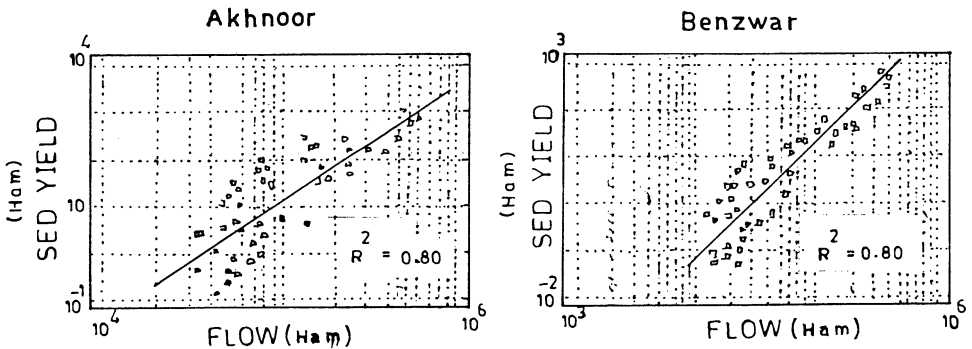 Akhnoor
10^4
SED YIELD (Ham)
10
10^-1
R^2 = 0.80
10^4
10^6
FLOW (Ham)
Benzwar
10^3
SED YIELD (Ham)
10^-2
R^2 = 0.80
10^3
10^6
FLOW (Ham)